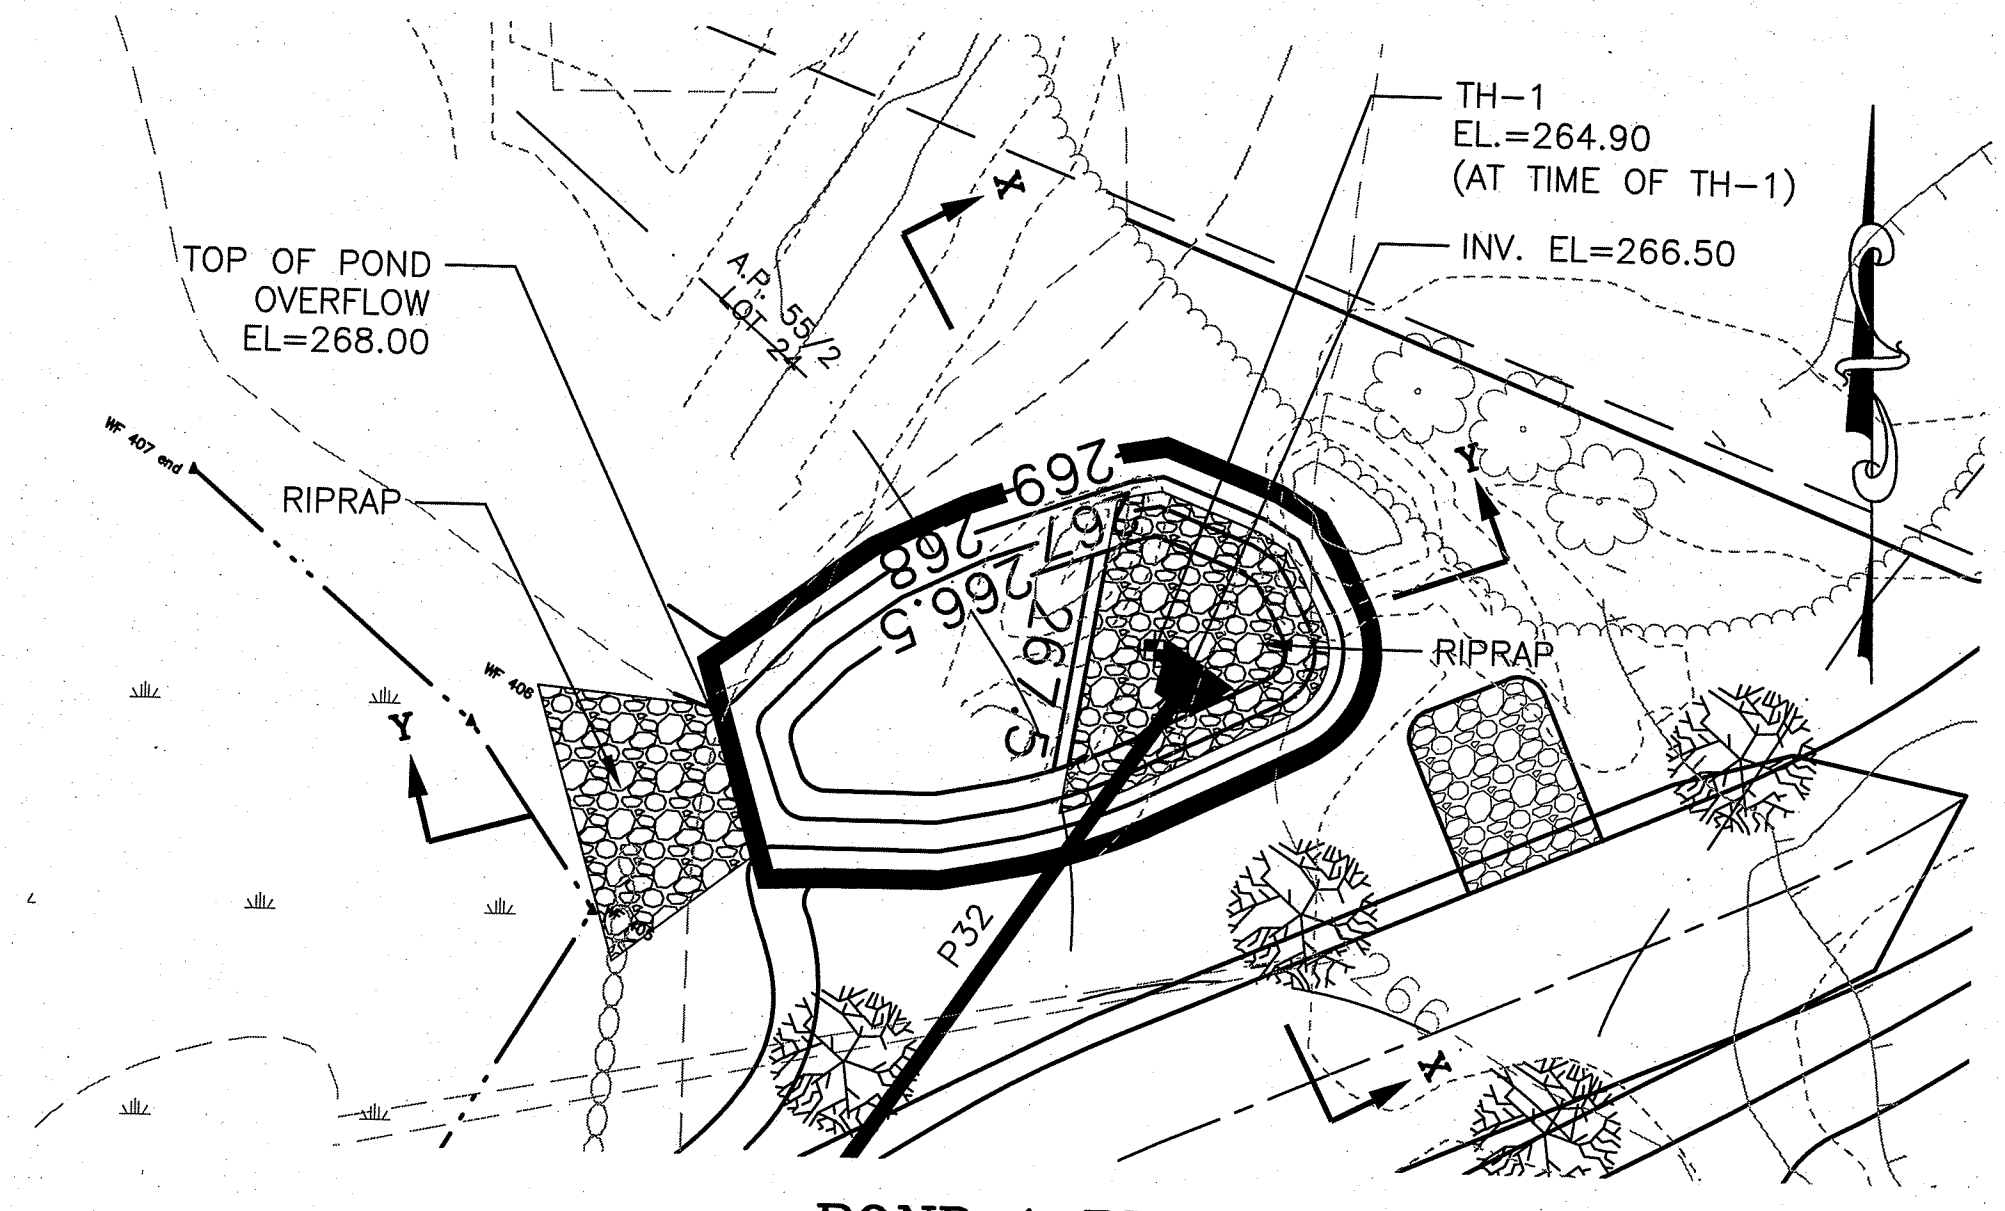 TH-1
EL.=264.90
(AT TIME OF TH-1)
INV. EL=266.50
X
TOP OF POND
OVERFLOW
EL=268.00
A.P. 55/2
LOT 24
WF 407 end
RIPRAP
Y
269
268
267
266.5
267.5
RIPRAP
WF 406
Y
P32
266
X
POND